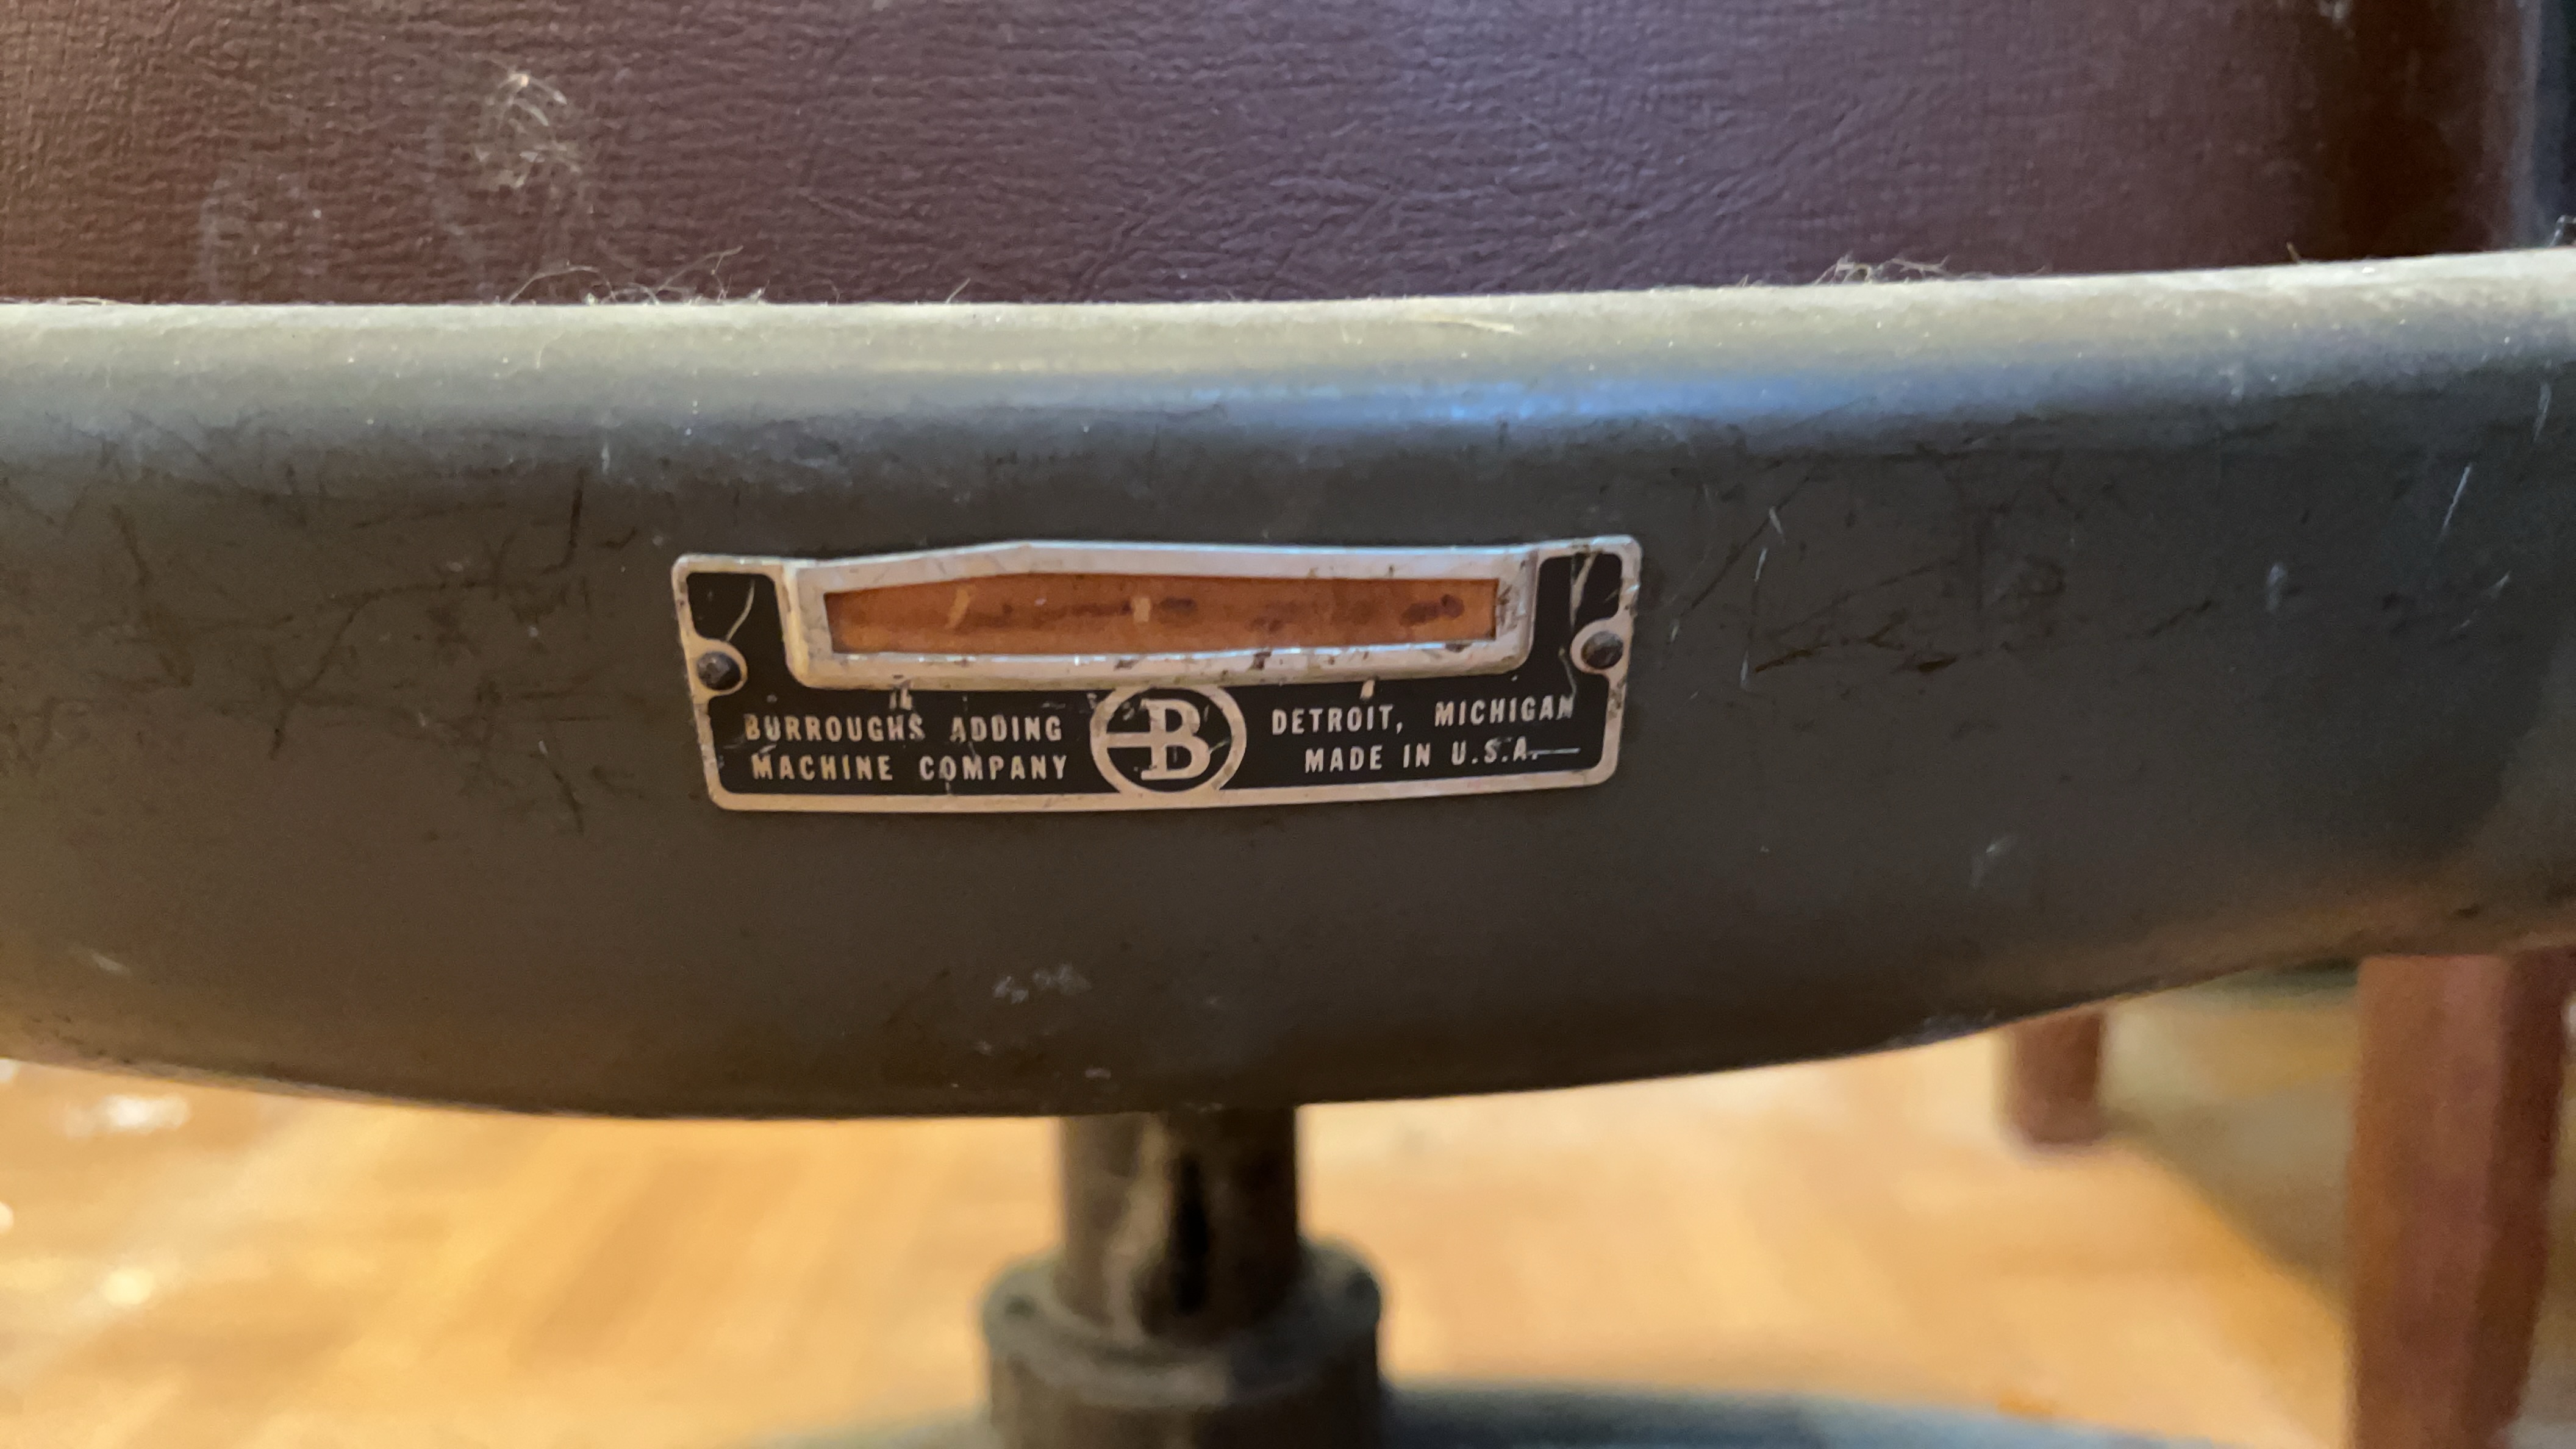 BURROUGHS ADDING
MACHINE COMPANY
B
DETROIT, MICHIGAN
MADE IN U.S.A.